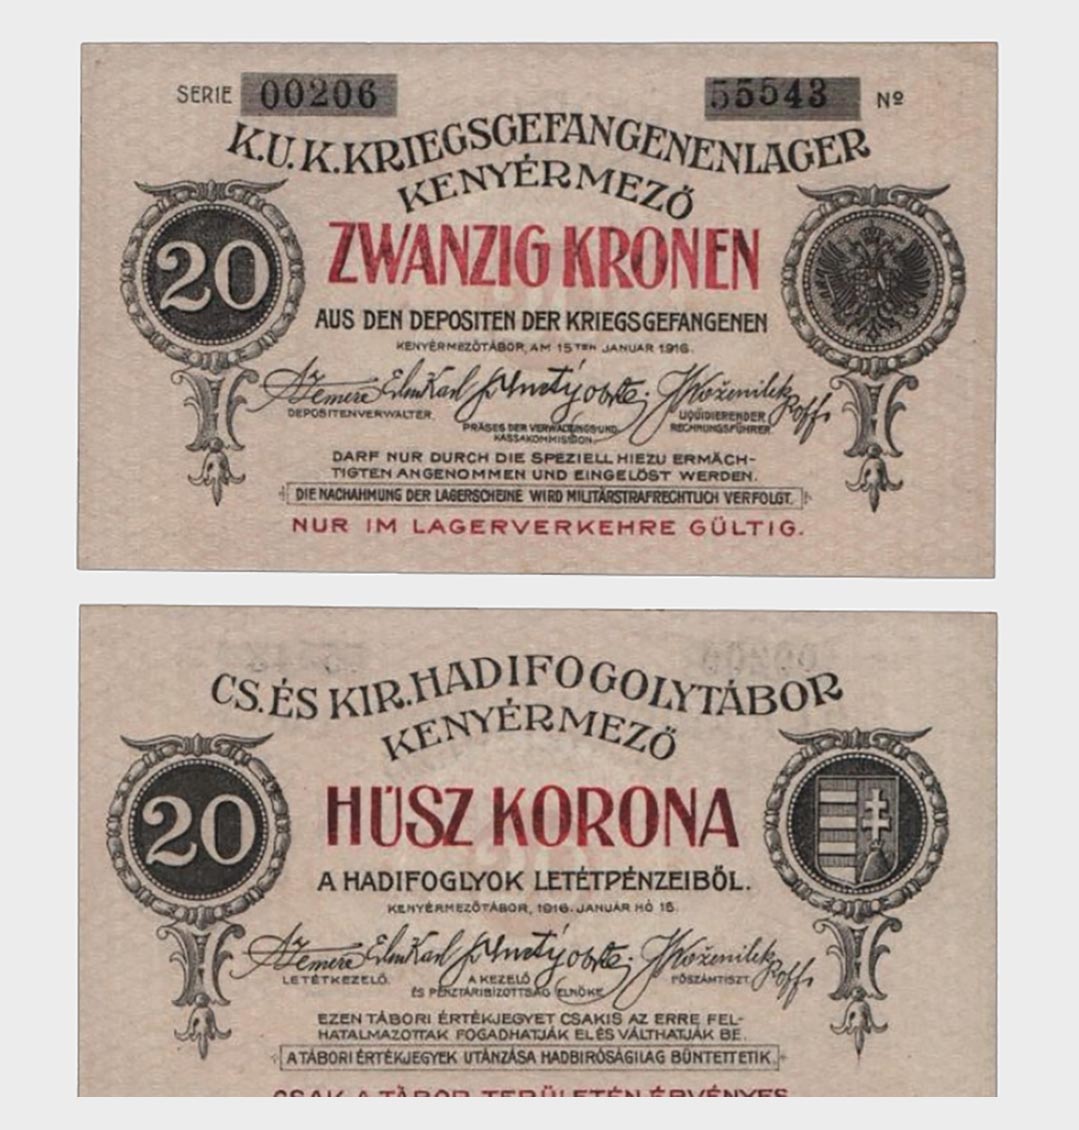 SERIE 00206 55543 Nº
K.U.K. KRIEGSGEFANGENENLAGER
KENYÉRMEZŐ
20
ZWANZIG KRONEN
AUS DEN DEPOSITEN DER KRIEGSGEFANGENEN
KENYÉRMEZŐTÁBOR, AM 15TEN JANUAR 1916.
DEPOSITENVERWALTER.
PRÄSES DER VERWALTUNGS UND
KASSAKOMMISSION.
LIQUIDIERENDER
RECHNUNGSFÜHRER
DARF NUR DURCH DIE SPEZIELL HIEZU ERMÄCH-
TIGTEN ANGENOMMEN UND EINGELÖST WERDEN.
DIE NACHAHMUNG DER LAGERSCHEINE WIRD MILITÄRSTRAFRECHTLICH VERFOLGT.
NUR IM LAGERVERKEHRE GÜLTIG.
CS. ÉS KIR. HADIFOGOLYTÁBOR
KENYÉRMEZŐ
20
HÚSZ KORONA
A HADIFOGLYOK LETÉTPÉNZEIBŐL.
KENYÉRMEZŐTÁBOR, 1916. JANUÁR HÓ 15.
LETÉTKEZELŐ.
A KEZELŐ
ÉS PÉNZTÁRIBIZOTTSÁG ELNÖKE
FŐSZÁMTISZT.
EZEN TÁBORI ÉRTÉKJEGYET CSAKIS AZ ERRE FEL-
HATALMAZOTTAK FOGADHATJÁK EL ÉS VÁLTHATJÁK BE.
A TÁBORI ÉRTÉKJEGYEK UTÁNZÁSA HADBIRÓSÁGILAG BÜNTETTETIK.
CSAK A TÁBOR TERÜLETÉN ÉRVÉNYES